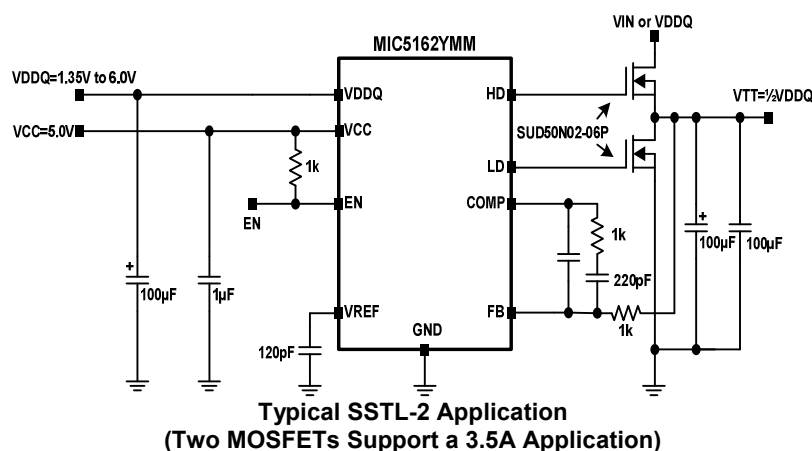 VIN or VDDQ
MIC5162YMM
VDDQ=1.35V to 6.0V
VDDQ
HD
VTT=½VDDQ
VCC=5.0V
VCC
SUD50N02-06P
1k
LD
EN
COMP
EN
1k
+
100µF
100µF
+
100µF
1µF
220pF
VREF
FB
GND
1k
120pF
Typical SSTL-2 Application
(Two MOSFETs Support a 3.5A Application)